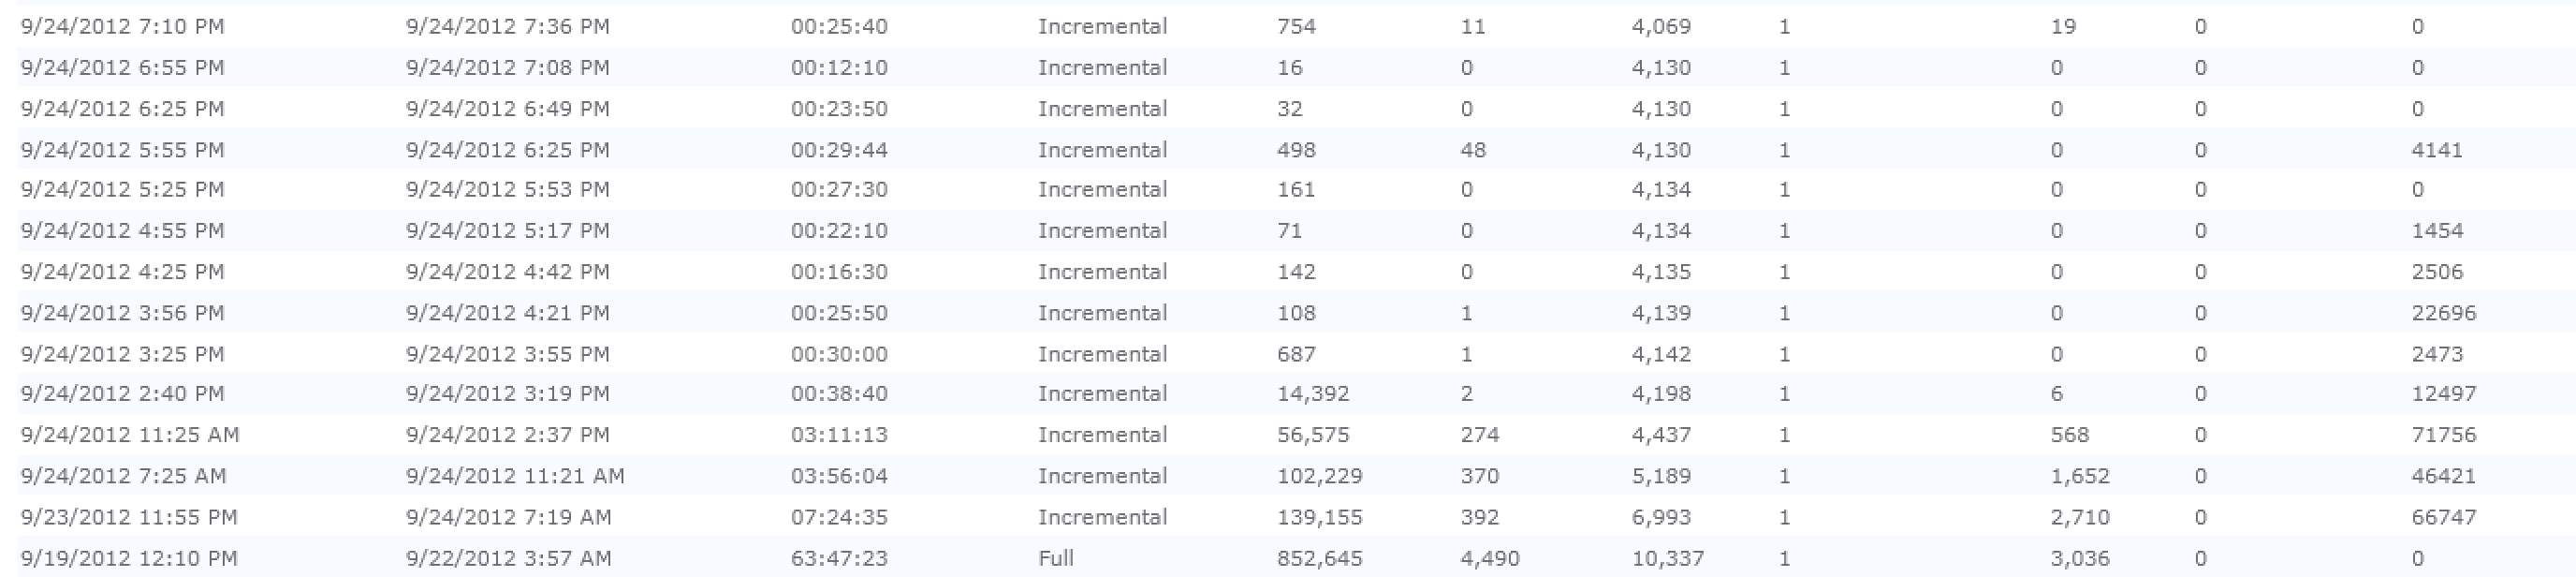 9/24/2012 7:10 PM 9/24/2012 7:36 PM 00:25:40 Incremental 754 11 4,069 1 19 0 0
9/24/2012 6:55 PM 9/24/2012 7:08 PM 00:12:10 Incremental 16 0 4,130 1 0 0 0
9/24/2012 6:25 PM 9/24/2012 6:49 PM 00:23:50 Incremental 32 0 4,130 1 0 0 0
9/24/2012 5:55 PM 9/24/2012 6:25 PM 00:29:44 Incremental 498 48 4,130 1 0 0 4141
9/24/2012 5:25 PM 9/24/2012 5:53 PM 00:27:30 Incremental 161 0 4,134 1 0 0 0
9/24/2012 4:55 PM 9/24/2012 5:17 PM 00:22:10 Incremental 71 0 4,134 1 0 0 1454
9/24/2012 4:25 PM 9/24/2012 4:42 PM 00:16:30 Incremental 142 0 4,135 1 0 0 2506
9/24/2012 3:56 PM 9/24/2012 4:21 PM 00:25:50 Incremental 108 1 4,139 1 0 0 22696
9/24/2012 3:25 PM 9/24/2012 3:55 PM 00:30:00 Incremental 687 1 4,142 1 0 0 2473
9/24/2012 2:40 PM 9/24/2012 3:19 PM 00:38:40 Incremental 14,392 2 4,198 1 6 0 12497
9/24/2012 11:25 AM 9/24/2012 2:37 PM 03:11:13 Incremental 56,575 274 4,437 1 568 0 71756
9/24/2012 7:25 AM 9/24/2012 11:21 AM 03:56:04 Incremental 102,229 370 5,189 1 1,652 0 46421
9/23/2012 11:55 PM 9/24/2012 7:19 AM 07:24:35 Incremental 139,155 392 6,993 1 2,710 0 66747
9/19/2012 12:10 PM 9/22/2012 3:57 AM 63:47:23 Full 852,645 4,490 10,337 1 3,036 0 0